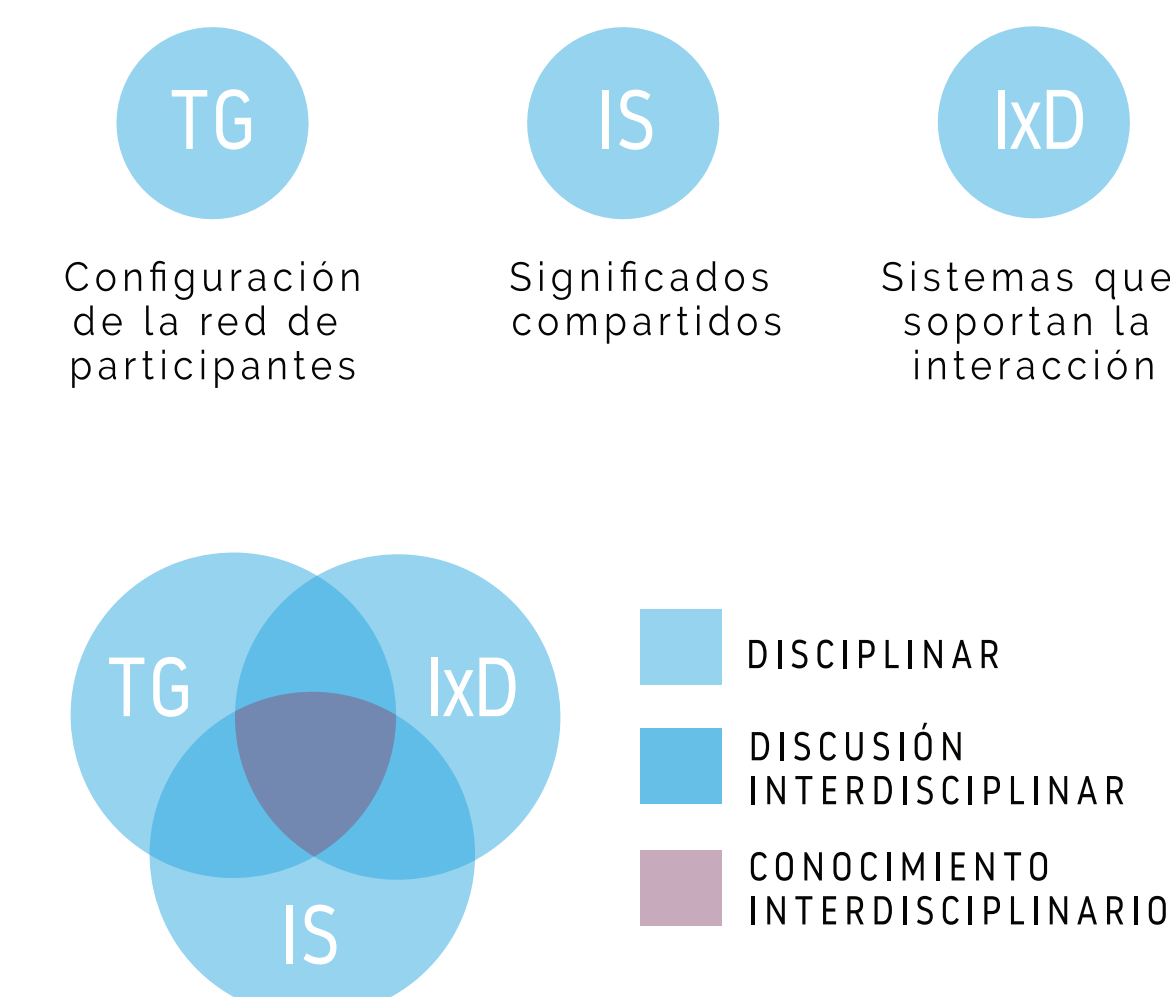 TG
IS
IxD
Configuración
de la red de
participantes
Significados
compartidos
Sistemas que
soportan la
interacción
TG
IxD
IS
DISCIPLINAR
DISCUSIÓN
INTERDISCIPLINAR
CONOCIMIENTO
INTERDISCIPLINARIO